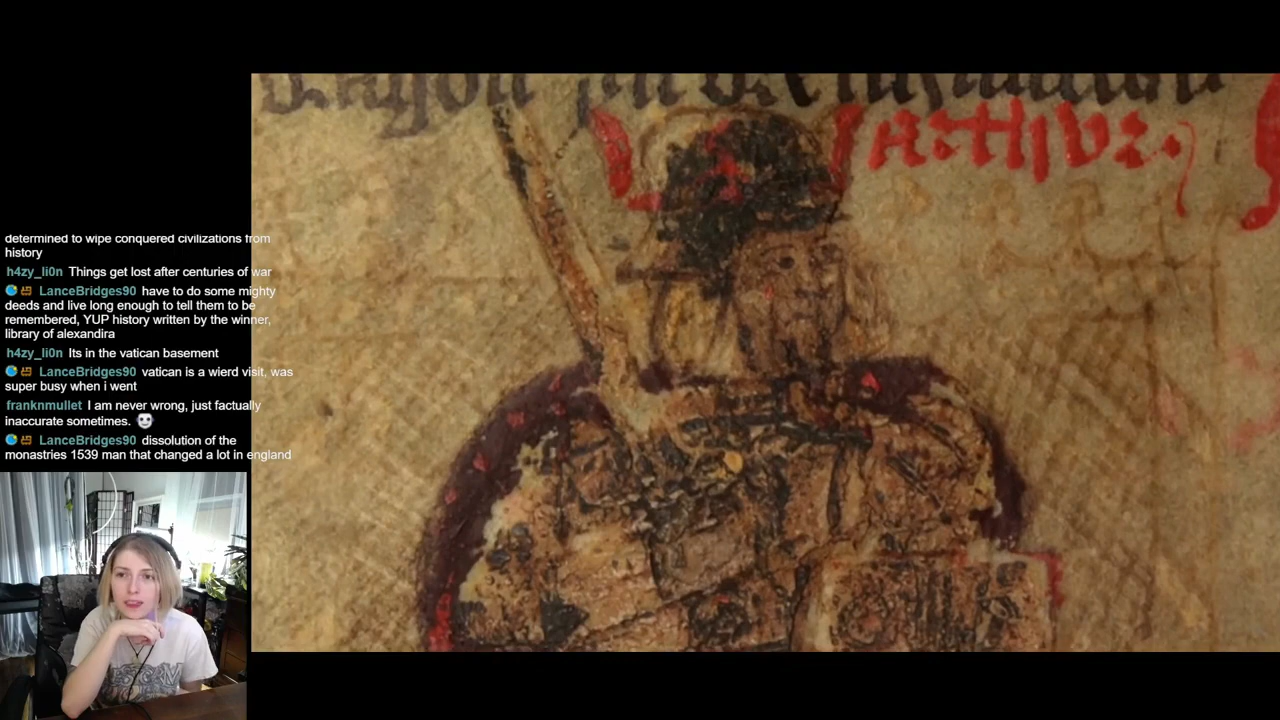 determined to wipe conquered civilizations from
history
h4zy_li0n Things get lost after centuries of war
LanceBridges90 have to do some mighty
deeds and live long enough to tell them to be
remembered, YUP history written by the winner,
library of alexandira
h4zy_li0n Its in the vatican basement
LanceBridges90 vatican is a wierd visit, was
super busy when i went
franknmullet I am never wrong, just factually
inaccurate sometimes.
LanceBridges90 dissolution of the
monastries 1539 man that changed a lot in england
arthur